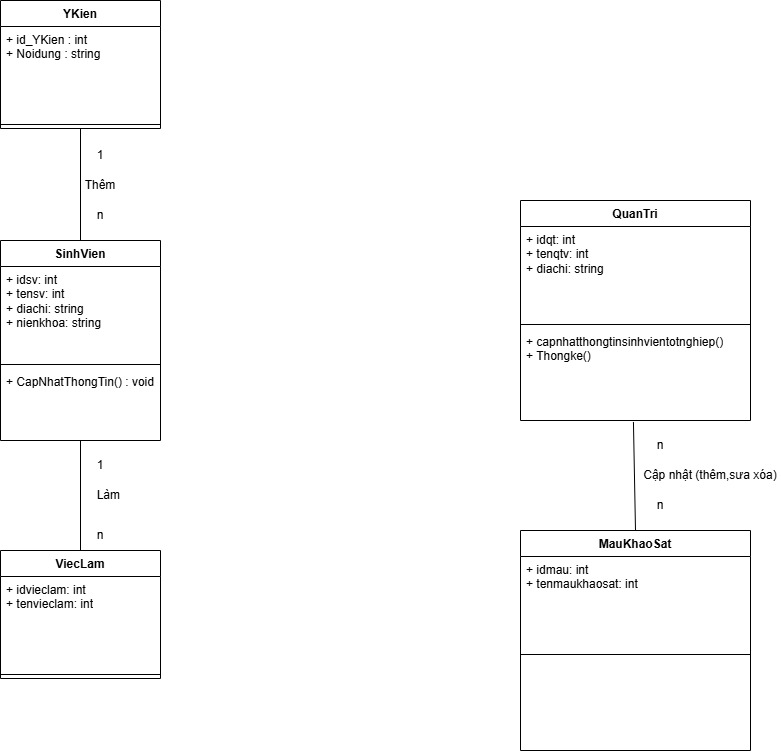 YKien
+ id_YKien : int
+ Noidung : string
1
Thêm
n
SinhVien
+ idsv: int
+ tensv: int
+ diachi: string
+ nienkhoa: string
+ CapNhatThongTin() : void
1
Làm
n
ViecLam
+ idvieclam: int
+ tenvieclam: int
QuanTri
+ idqt: int
+ tenqtv: int
+ diachi: string
+ capnhatthongtinsinhvientotnghiep()
+ Thongke()
n
Cập nhật (thêm,sưa xóa)
n
MauKhaoSat
+ idmau: int
+ tenmaukhaosat: int